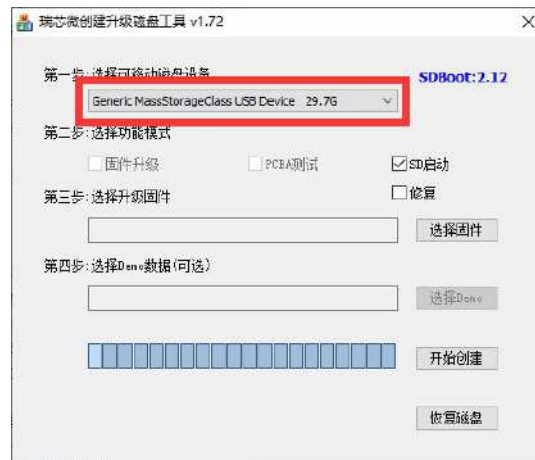 瑞芯微创建升级磁盘工具 v1.72
第一步:选择可移动磁盘设备
SDBoot:2.12
Generic MassStorageClass USB Device 29.7G
第二步:选择功能模式
固件升级
PCBA测试
SD启动
第三步:选择升级固件
修复
选择固件
第四步:选择Demo数据(可选)
选择Demo
开始创建
恢复磁盘